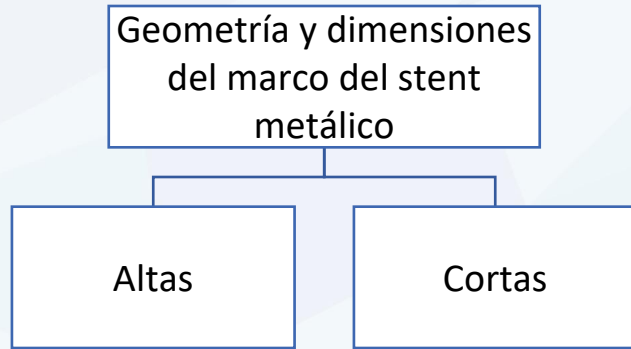 Geometría y dimensiones
del marco del stent
metálico
Altas
Cortas